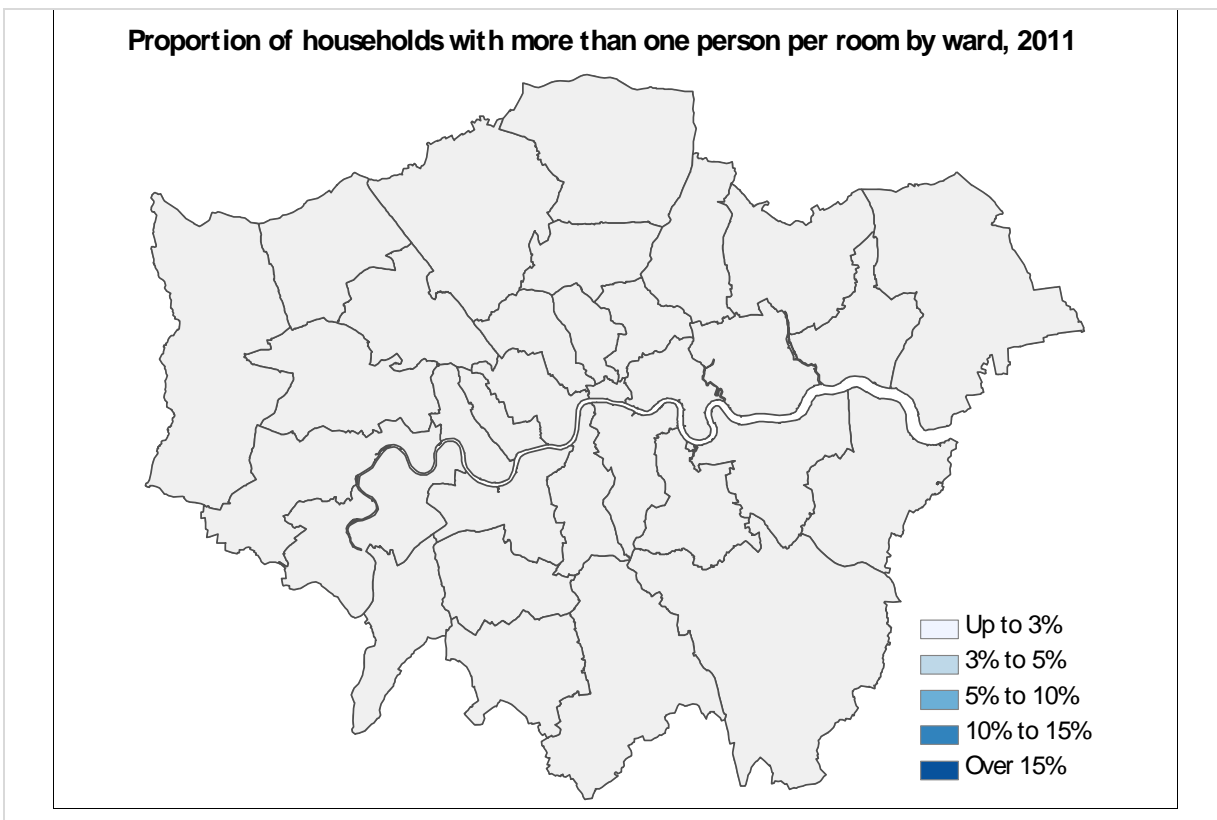 Proportion of households with more than one person per room by ward, 2011
Up to 3%
3% to 5%
5% to 10%
10% to 15%
Over 15%